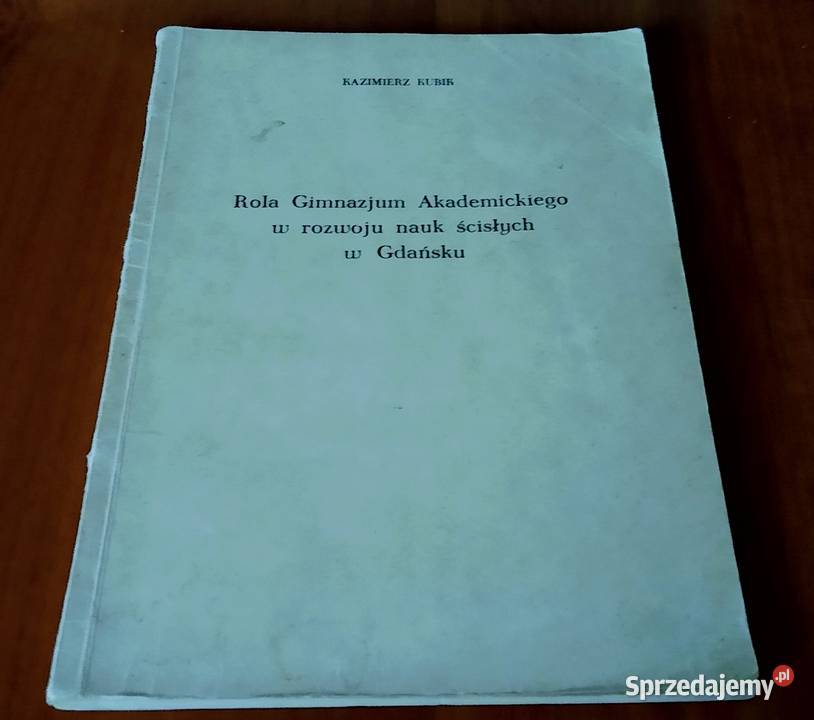 KAZIMIERZ KUBIK
Rola Gimnazjum Akademickiego
w rozwoju nauk ścisłych
w Gdańsku
Sprzedajemy.pl